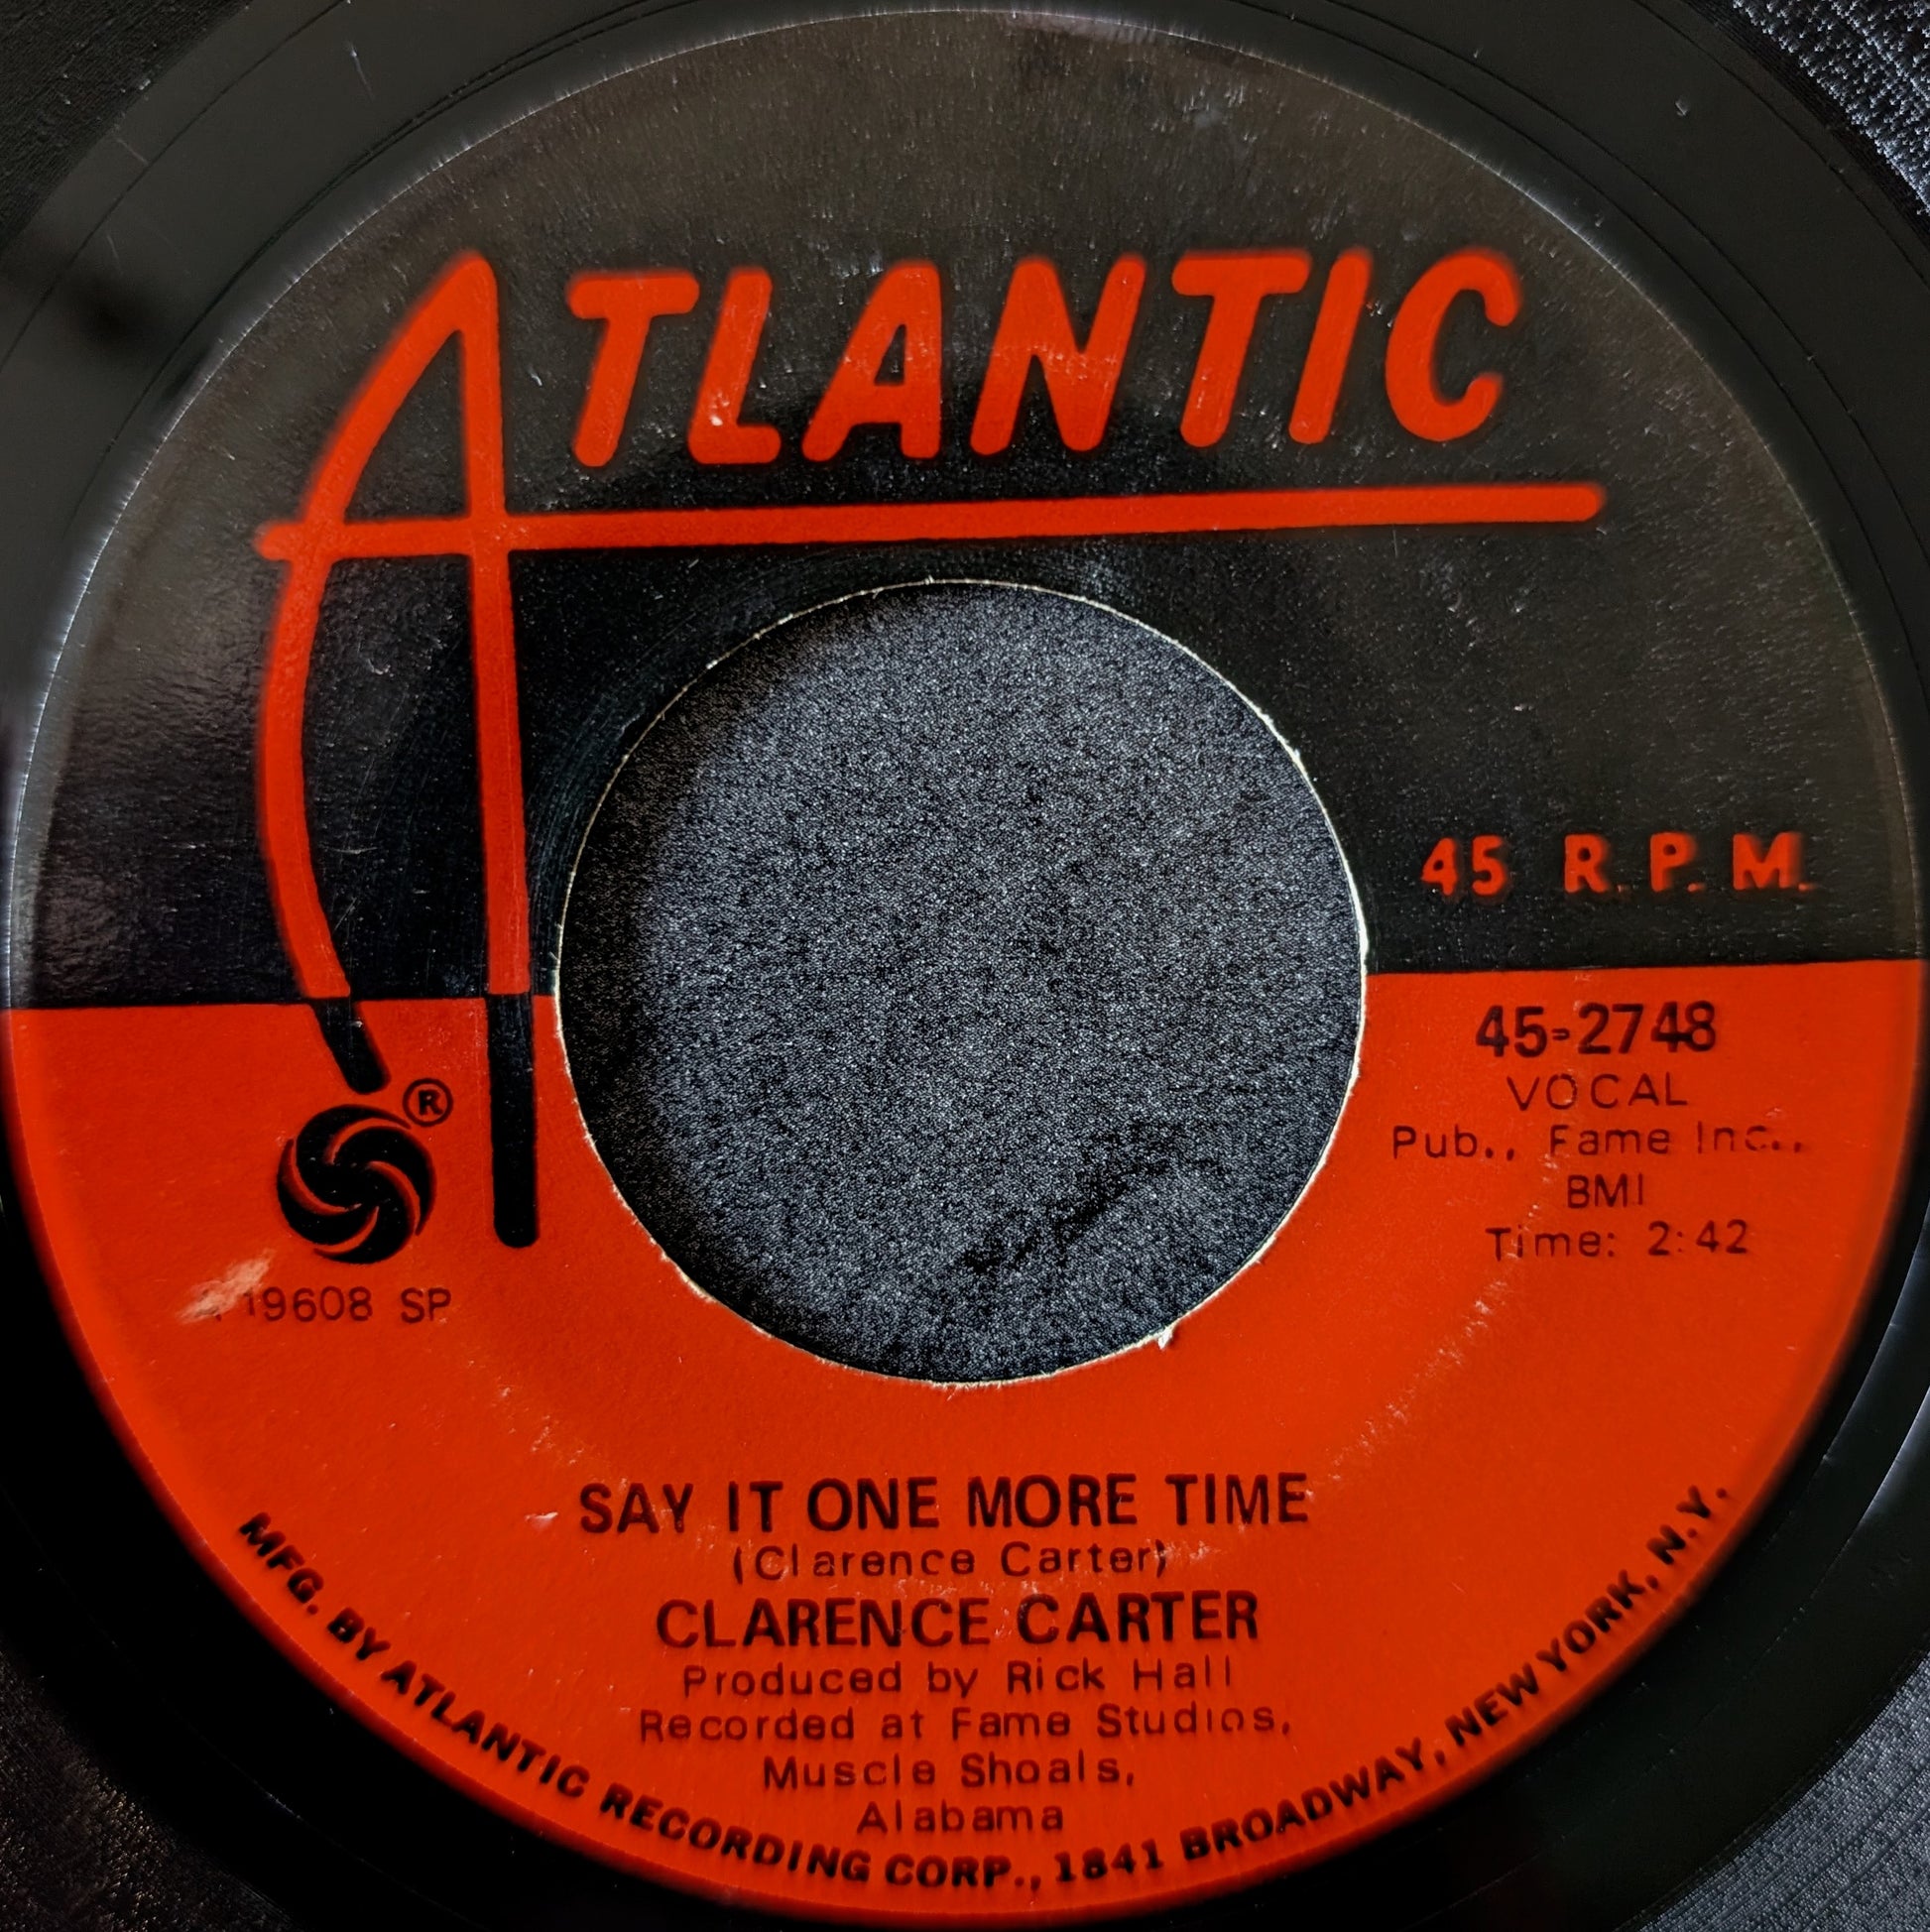 ATLANTIC
45 R.P.M.
45-2748
VOCAL
Pub., Fame Inc.,
BMI
Time: 2:42
®
19608 SP
SAY IT ONE MORE TIME
(Clarence Carter)
CLARENCE CARTER
Produced by Rick Hall
Recorded at Fame Studios,
Muscle Shoals,
Alabama
MFG. BY ATLANTIC RECORDING CORP., 1841 BROADWAY, NEW YORK, N.Y.